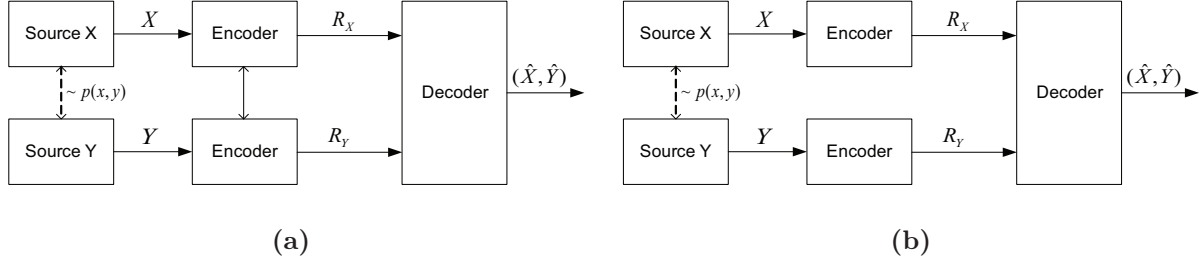 Source X
X
Encoder
R_X
Decoder
(X̂, Ŷ)
~ p(x, y)
Source Y
Y
Encoder
R_Y
(a)
Source X
X
Encoder
R_X
Decoder
(X̂, Ŷ)
~ p(x, y)
Source Y
Y
Encoder
R_Y
(b)